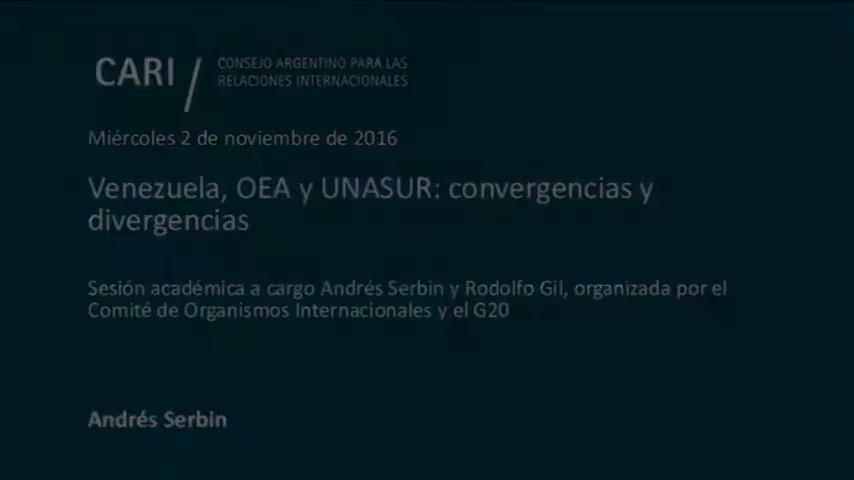 CARI
CONSEJO ARGENTINO PARA LAS
RELACIONES INTERNACIONALES
Miércoles 2 de noviembre de 2016
Venezuela, OEA y UNASUR: convergencias y
divergencias
Sesión académica a cargo Andrés Serbin y Rodolfo Gil, organizada por el
Comité de Organismos Internacionales y el G20
Andrés Serbin